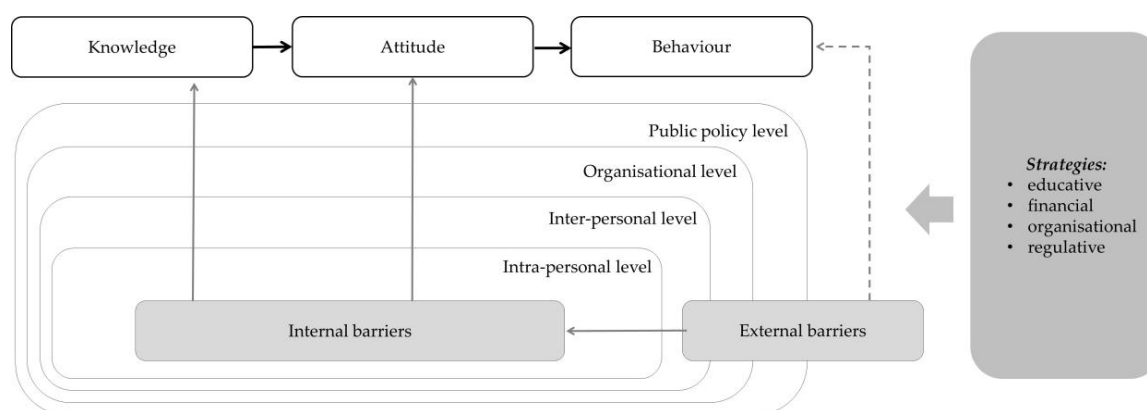 Knowledge
Attitude
Behaviour
Public policy level
Organisational level
Inter-personal level
Intra-personal level
Internal barriers
External barriers
Strategies:
• educative
• financial
• organisational
• regulative